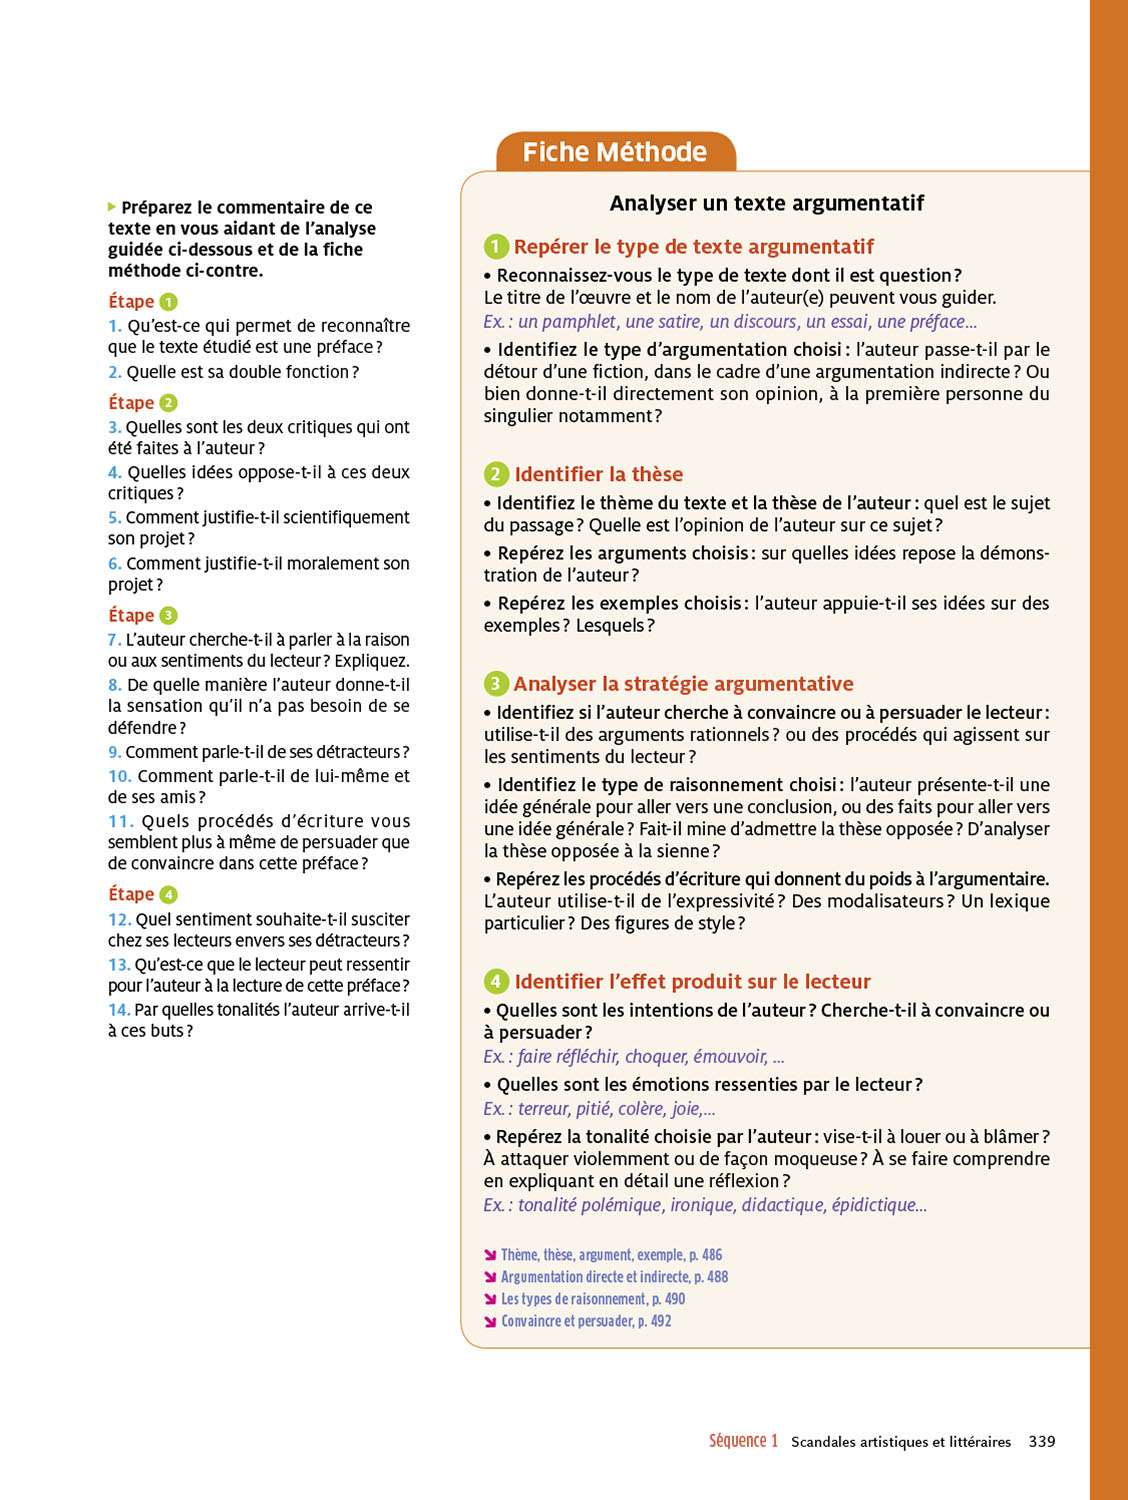 Préparez le commentaire de ce
texte en vous aidant de l'analyse
guidée ci-dessous et de la fiche
méthode ci-contre.
Étape 1
1. Qu'est-ce qui permet de reconnaître
que le texte étudié est une préface ?
2. Quelle est sa double fonction ?
Étape 2
3. Quelles sont les deux critiques qui ont
été faites à l'auteur ?
4. Quelles idées oppose-t-il à ces deux
critiques ?
5. Comment justifie-t-il scientifiquement
son projet ?
6. Comment justifie-t-il moralement son
projet ?
Étape 3
7. L'auteur cherche-t-il à parler à la raison
ou aux sentiments du lecteur ? Expliquez.
8. De quelle manière l'auteur donne-t-il
la sensation qu'il n'a pas besoin de se
défendre ?
9. Comment parle-t-il de ses détracteurs ?
10. Comment parle-t-il de lui-même et
de ses amis ?
11. Quels procédés d'écriture vous
semblent plus à même de persuader que
de convaincre dans cette préface ?
Étape 4
12. Quel sentiment souhaite-t-il susciter
chez ses lecteurs envers ses détracteurs ?
13. Qu'est-ce que le lecteur peut ressentir
pour l'auteur à la lecture de cette préface ?
14. Par quelles tonalités l'auteur arrive-t-il
à ces buts ?
Fiche Méthode
Analyser un texte argumentatif
1 Repérer le type de texte argumentatif
• Reconnaissez-vous le type de texte dont il est question ?
Le titre de l'œuvre et le nom de l'auteur(e) peuvent vous guider.
Ex. : un pamphlet, une satire, un discours, un essai, une préface...
• Identifiez le type d'argumentation choisi : l'auteur passe-t-il par le
détour d'une fiction, dans le cadre d'une argumentation indirecte ? Ou
bien donne-t-il directement son opinion, à la première personne du
singulier notamment ?
2 Identifier la thèse
• Identifiez le thème du texte et la thèse de l'auteur : quel est le sujet
du passage ? Quelle est l'opinion de l'auteur sur ce sujet ?
• Repérez les arguments choisis : sur quelles idées repose la démons-
tration de l'auteur ?
• Repérez les exemples choisis : l'auteur appuie-t-il ses idées sur des
exemples ? Lesquels ?
3 Analyser la stratégie argumentative
• Identifiez si l'auteur cherche à convaincre ou à persuader le lecteur :
utilise-t-il des arguments rationnels ? ou des procédés qui agissent sur
les sentiments du lecteur ?
• Identifiez le type de raisonnement choisi : l'auteur présente-t-il une
idée générale pour aller vers une conclusion, ou des faits pour aller vers
une idée générale ? Fait-il mine d'admettre la thèse opposée ? D'analyser
la thèse opposée à la sienne ?
• Repérez les procédés d'écriture qui donnent du poids à l'argumentaire.
L'auteur utilise-t-il de l'expressivité ? Des modalisateurs ? Un lexique
particulier ? Des figures de style ?
4 Identifier l'effet produit sur le lecteur
• Quelles sont les intentions de l'auteur ? Cherche-t-il à convaincre ou
à persuader ?
Ex. : faire réfléchir, choquer, émouvoir, ...
• Quelles sont les émotions ressenties par le lecteur ?
Ex. : terreur, pitié, colère, joie,...
• Repérez la tonalité choisie par l'auteur : vise-t-il à louer ou à blâmer ?
À attaquer violemment ou de façon moqueuse ? À se faire comprendre
en expliquant en détail une réflexion ?
Ex. : tonalité polémique, ironique, didactique, épidictique...
Thème, thèse, argument, exemple, p. 486
Argumentation directe et indirecte, p. 488
Les types de raisonnement, p. 490
Convaincre et persuader, p. 492
Séquence 1 Scandales artistiques et littéraires 339